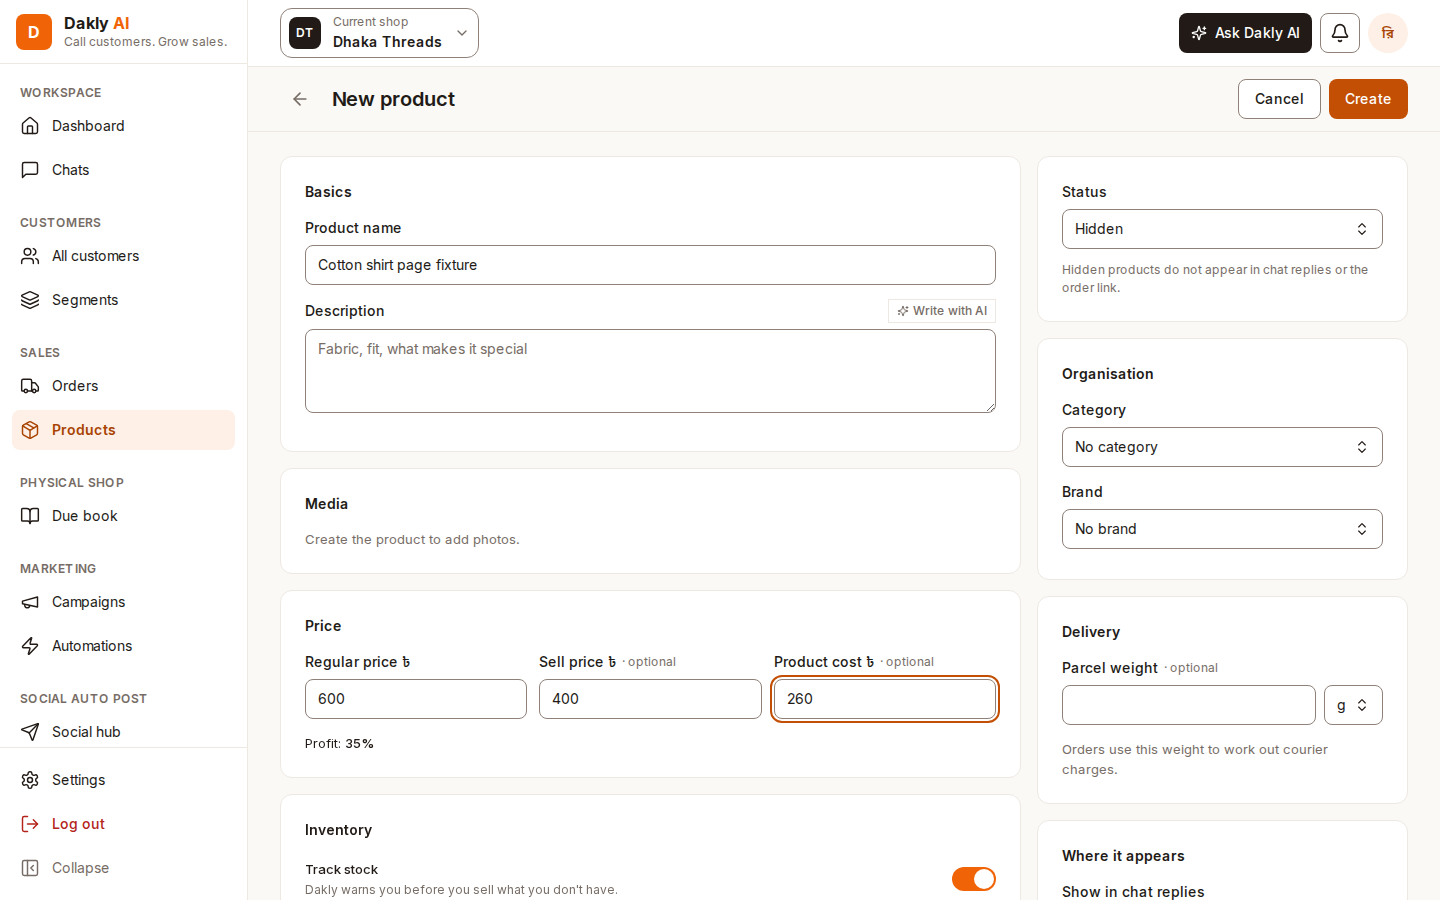 D
Dakly AI
Call customers. Grow sales.
WORKSPACE
Dashboard
Chats
CUSTOMERS
All customers
Segments
SALES
Orders
Products
PHYSICAL SHOP
Due book
MARKETING
Campaigns
Automations
SOCIAL AUTO POST
Social hub
Settings
Log out
Collapse
DT
Current shop
Dhaka Threads
Ask Dakly AI
রি
New product
Cancel
Create
Basics
Product name
Cotton shirt page fixture
Description
Write with AI
Fabric, fit, what makes it special
Media
Create the product to add photos.
Price
Regular price ৳
Sell price ৳ · optional
Product cost ৳ · optional
600
400
260
Profit: 35%
Inventory
Track stock
Dakly warns you before you sell what you don't have.
Status
Hidden
Hidden products do not appear in chat replies or the
order link.
Organisation
Category
No category
Brand
No brand
Delivery
Parcel weight · optional
g
Orders use this weight to work out courier
charges.
Where it appears
Show in chat replies